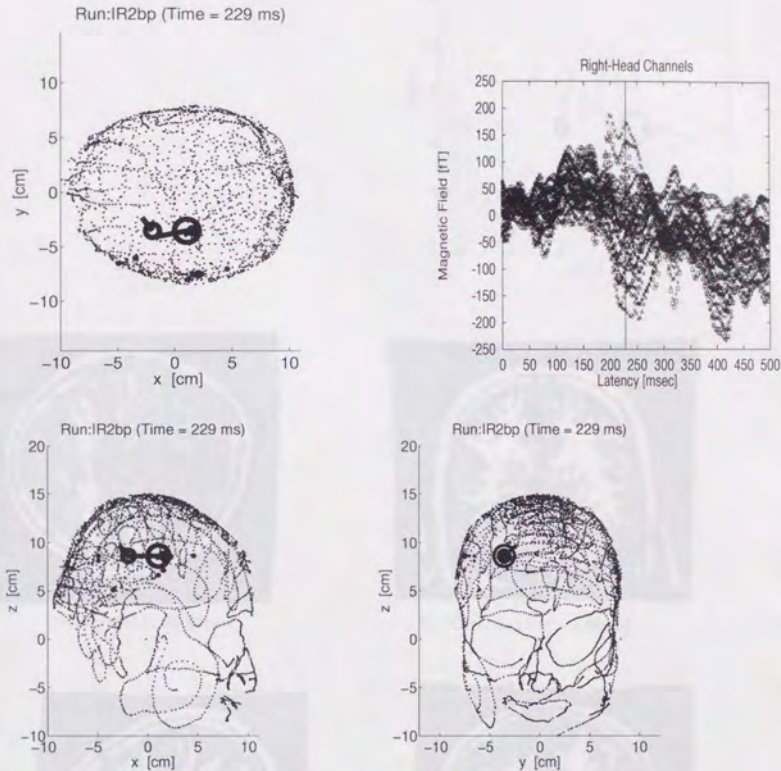 Run:IR2bp (Time = 229 ms)
10
5
0
−5
−10
y [cm]
−10 −5 0 5 10
x [cm]
Right-Head Channels
250
200
150
100
50
0
-50
-100
-150
-200
-250
Magnetic Field [fT]
0 50 100 150 200 250 300 350 400 450 500
Latency [msec]
Run:IR2bp (Time = 229 ms)
20
15
10
5
0
−5
−10
z [cm]
−10 −5 0 5 10
x [cm]
Run:IR2bp (Time = 229 ms)
20
15
10
5
0
−5
−10
z [cm]
−10 −5 0 5 10
y [cm]